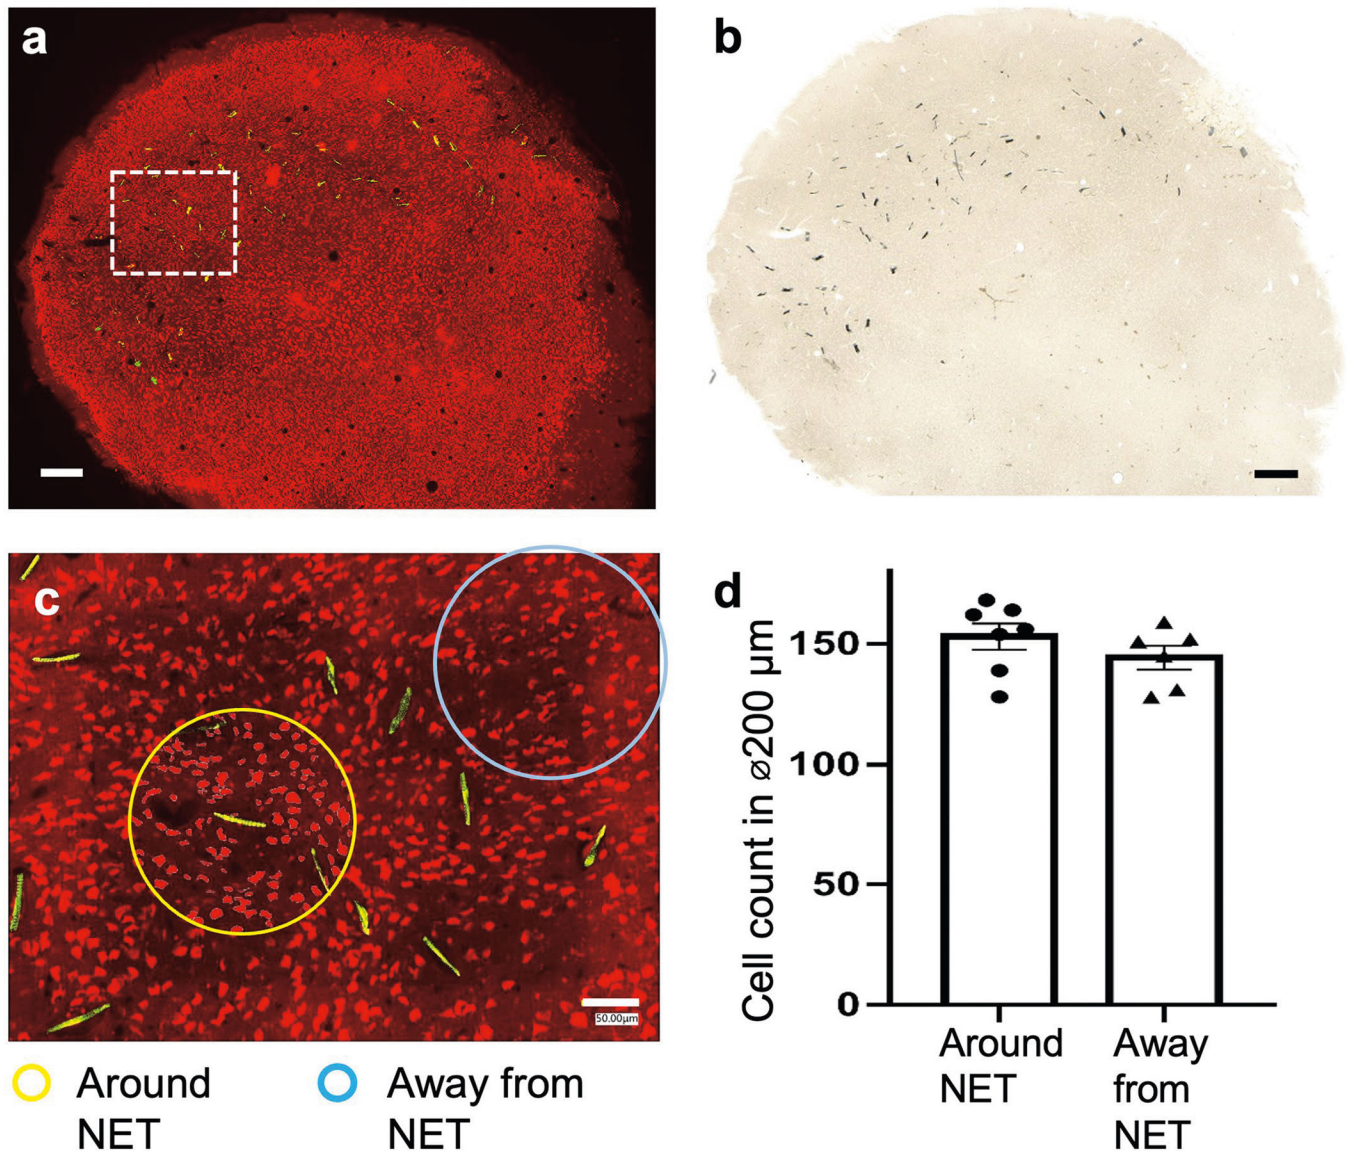 a
b
c
50.00µm
Around
NET
Away from
NET
d
Cell count in ⌀200 µm
150
100
50
0
Around
NET
Away
from
NET